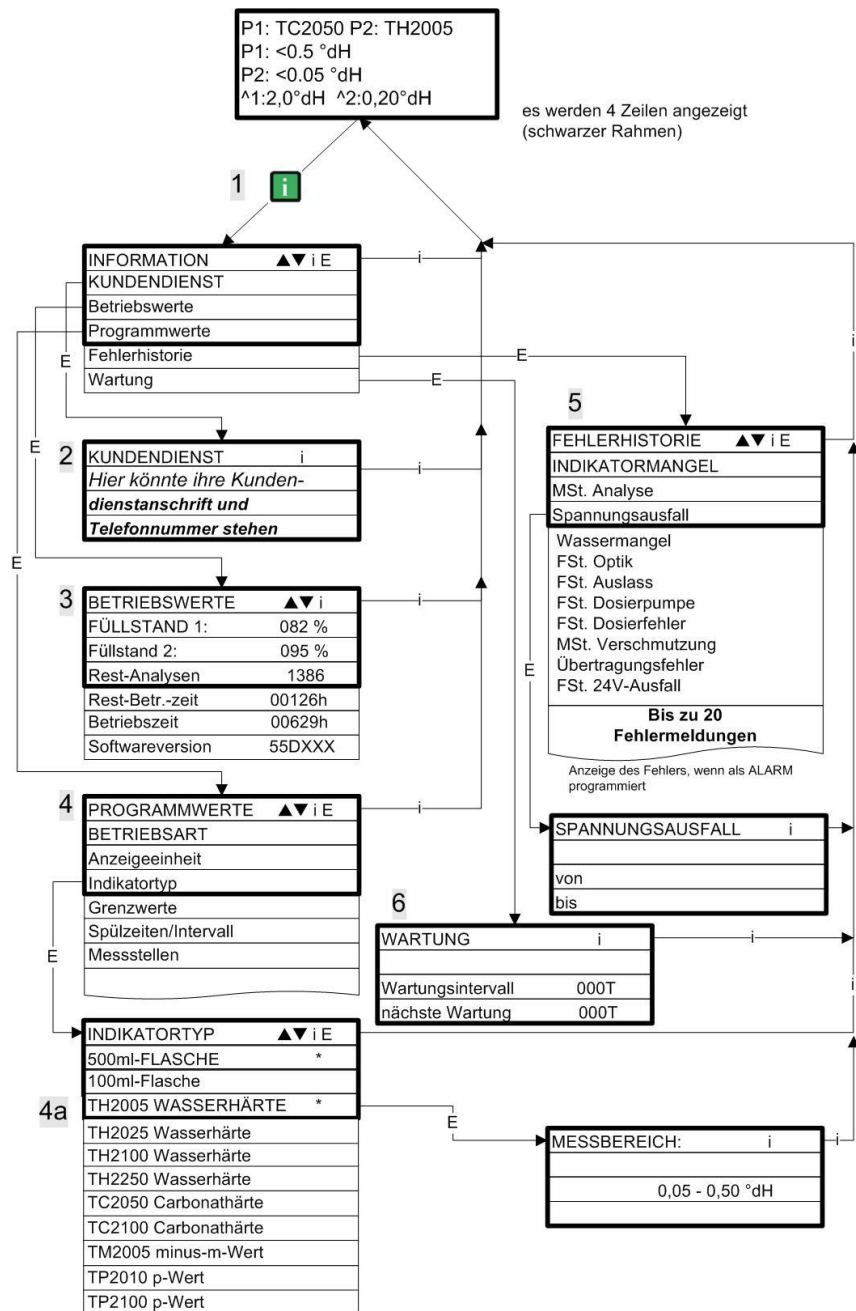 P1: TC2050 P2: TH2005
P1: <0.5 °dH
P2: <0.05 °dH
^1:2,0°dH ^2:0,20°dH
es werden 4 Zeilen angezeigt
(schwarzer Rahmen)
1
i
INFORMATION ▲▼ i E
KUNDENDIENST
Betriebswerte
Programmwerte
Fehlerhistorie
Wartung
i
E
E
E
E
E
i
2
KUNDENDIENST i
Hier könnte ihre Kunden-
dienstanschrift und
Telefonnummer stehen
i
3
BETRIEBSWERTE ▲▼ i
FÜLLSTAND 1: 082 %
Füllstand 2: 095 %
Rest-Analysen 1386
Rest-Betr.-zeit 00126h
Betriebszeit 00629h
Softwareversion 55DXXX
i
4
PROGRAMMWERTE ▲▼ i E
BETRIEBSART
Anzeigeeinheit
Indikatortyp
Grenzwerte
Spülzeiten/Intervall
Messstellen
i
E
5
FEHLERHISTORIE ▲▼ i E
INDIKATORMANGEL
MSt. Analyse
Spannungsausfall
Wassermangel
FSt. Optik
FSt. Auslass
FSt. Dosierpumpe
FSt. Dosierfehler
MSt. Verschmutzung
Übertragungsfehler
FSt. 24V-Ausfall
Bis zu 20
Fehlermeldungen
Anzeige des Fehlers, wenn als ALARM
programmiert
E
SPANNUNGSAUSFALL i
von
bis
i
6
WARTUNG i
Wartungsintervall 000T
nächste Wartung 000T
i
i
4a
INDIKATORTYP ▲▼ i E
500ml-FLASCHE *
100ml-Flasche
TH2005 WASSERHÄRTE *
TH2025 Wasserhärte
TH2100 Wasserhärte
TH2250 Wasserhärte
TC2050 Carbonathärte
TC2100 Carbonathärte
TM2005 minus-m-Wert
TP2010 p-Wert
TP2100 p-Wert
E
MESSBEREICH: i
0,05 - 0,50 °dH
i